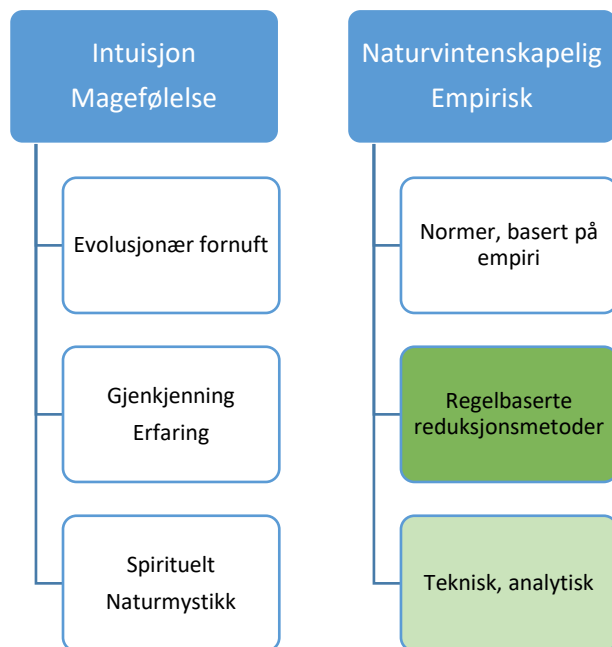 Intuisjon
Magefølelse
Evolusjonær fornuft
Gjenkjenning
Erfaring
Spirituelt
Naturmystikk
Naturvintenskapelig
Empirisk
Normer, basert på
empiri
Regelbaserte
reduksjonsmetoder
Teknisk, analytisk